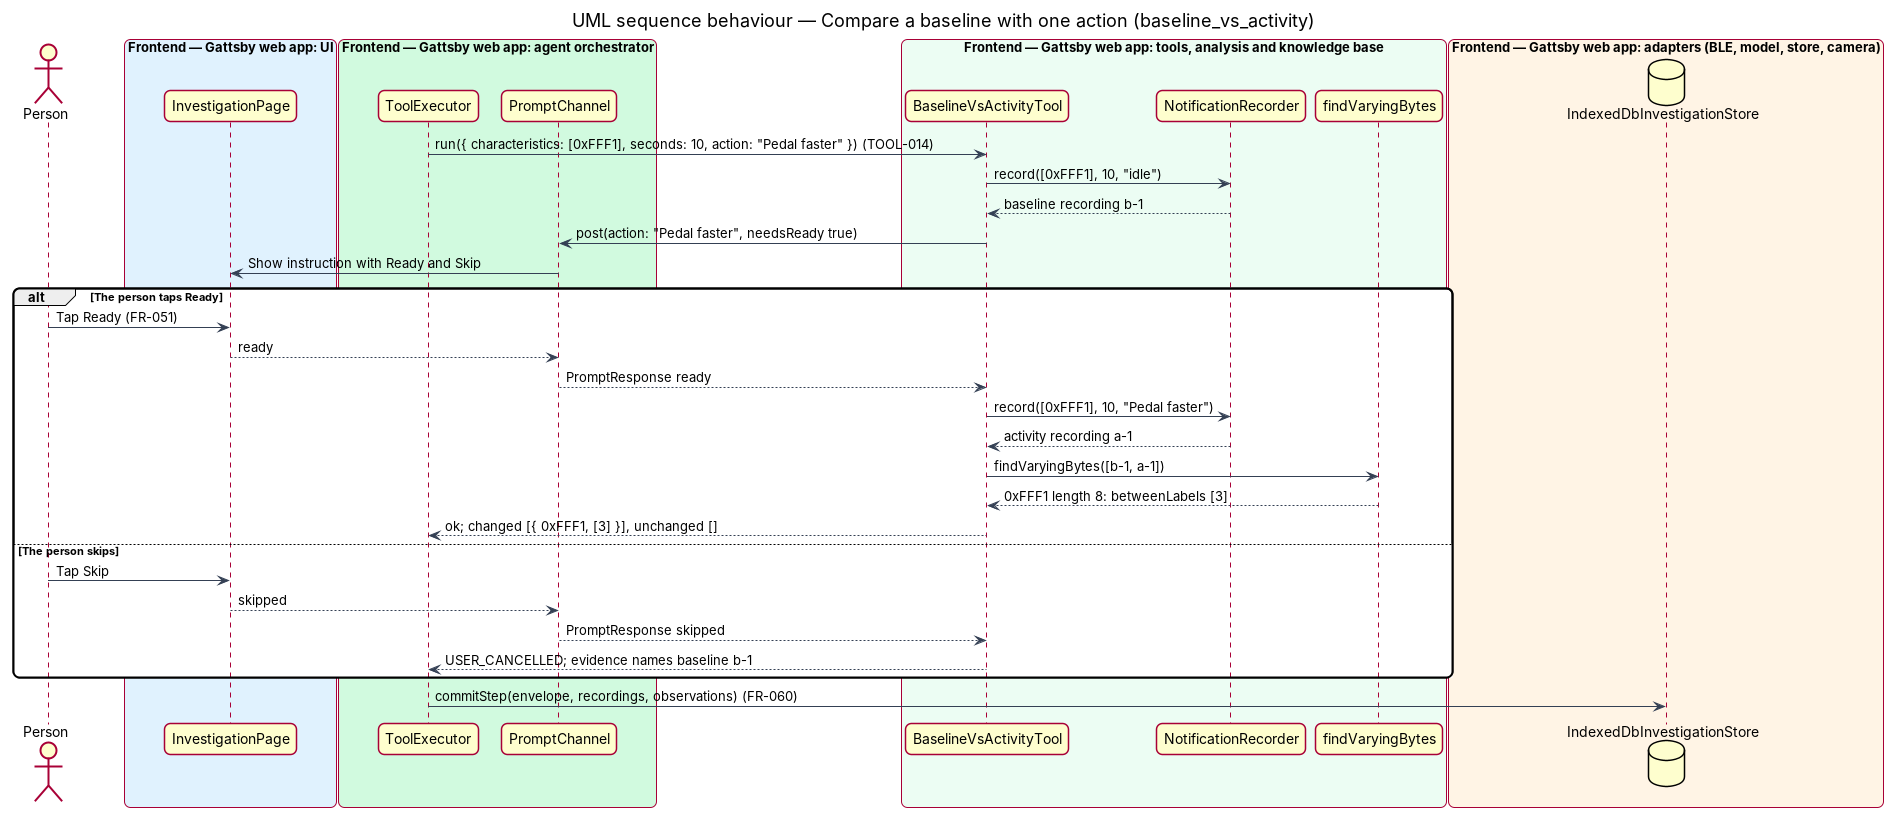 UML sequence behaviour — Compare a baseline with one action (baseline_vs_activity)
Frontend — Gattsby web app: UI
Frontend — Gattsby web app: agent orchestrator
Frontend — Gattsby web app: tools, analysis and knowledge base
Frontend — Gattsby web app: adapters (BLE, model, store, camera)
Person
InvestigationPage
ToolExecutor
PromptChannel
BaselineVsActivityTool
NotificationRecorder
findVaryingBytes
IndexedDbInvestigationStore
run({ characteristics: [0xFFF1], seconds: 10, action: "Pedal faster" }) (TOOL-014)
record([0xFFF1], 10, "idle")
baseline recording b-1
post(action: "Pedal faster", needsReady true)
Show instruction with Ready and Skip
alt
[The person taps Ready]
Tap Ready (FR-051)
ready
PromptResponse ready
record([0xFFF1], 10, "Pedal faster")
activity recording a-1
findVaryingBytes([b-1, a-1])
0xFFF1 length 8: betweenLabels [3]
ok; changed [{ 0xFFF1, [3] }], unchanged []
[The person skips]
Tap Skip
skipped
PromptResponse skipped
USER_CANCELLED; evidence names baseline b-1
commitStep(envelope, recordings, observations) (FR-060)
Person
InvestigationPage
ToolExecutor
PromptChannel
BaselineVsActivityTool
NotificationRecorder
findVaryingBytes
IndexedDbInvestigationStore